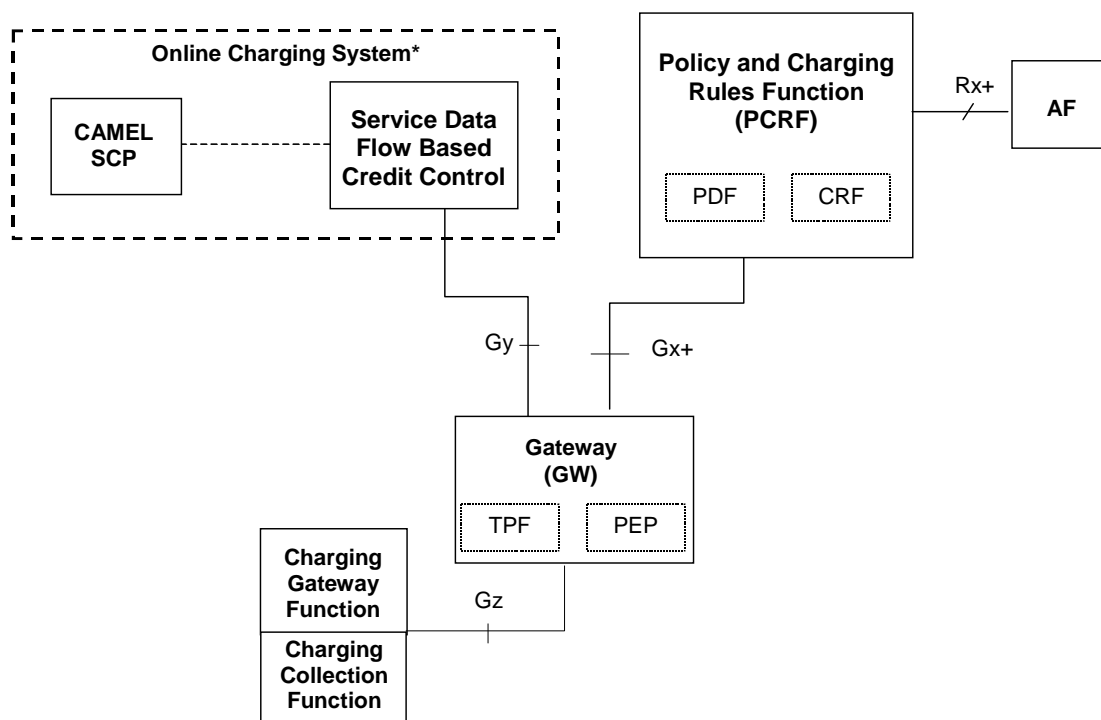 Online Charging System*
CAMEL
SCP
Service Data
Flow Based
Credit Control
Policy and Charging
Rules Function
(PCRF)
PDF
CRF
Rx+
AF
Gy
Gx+
Gateway
(GW)
TPF
PEP
Charging
Gateway
Function
Gz
Charging
Collection
Function